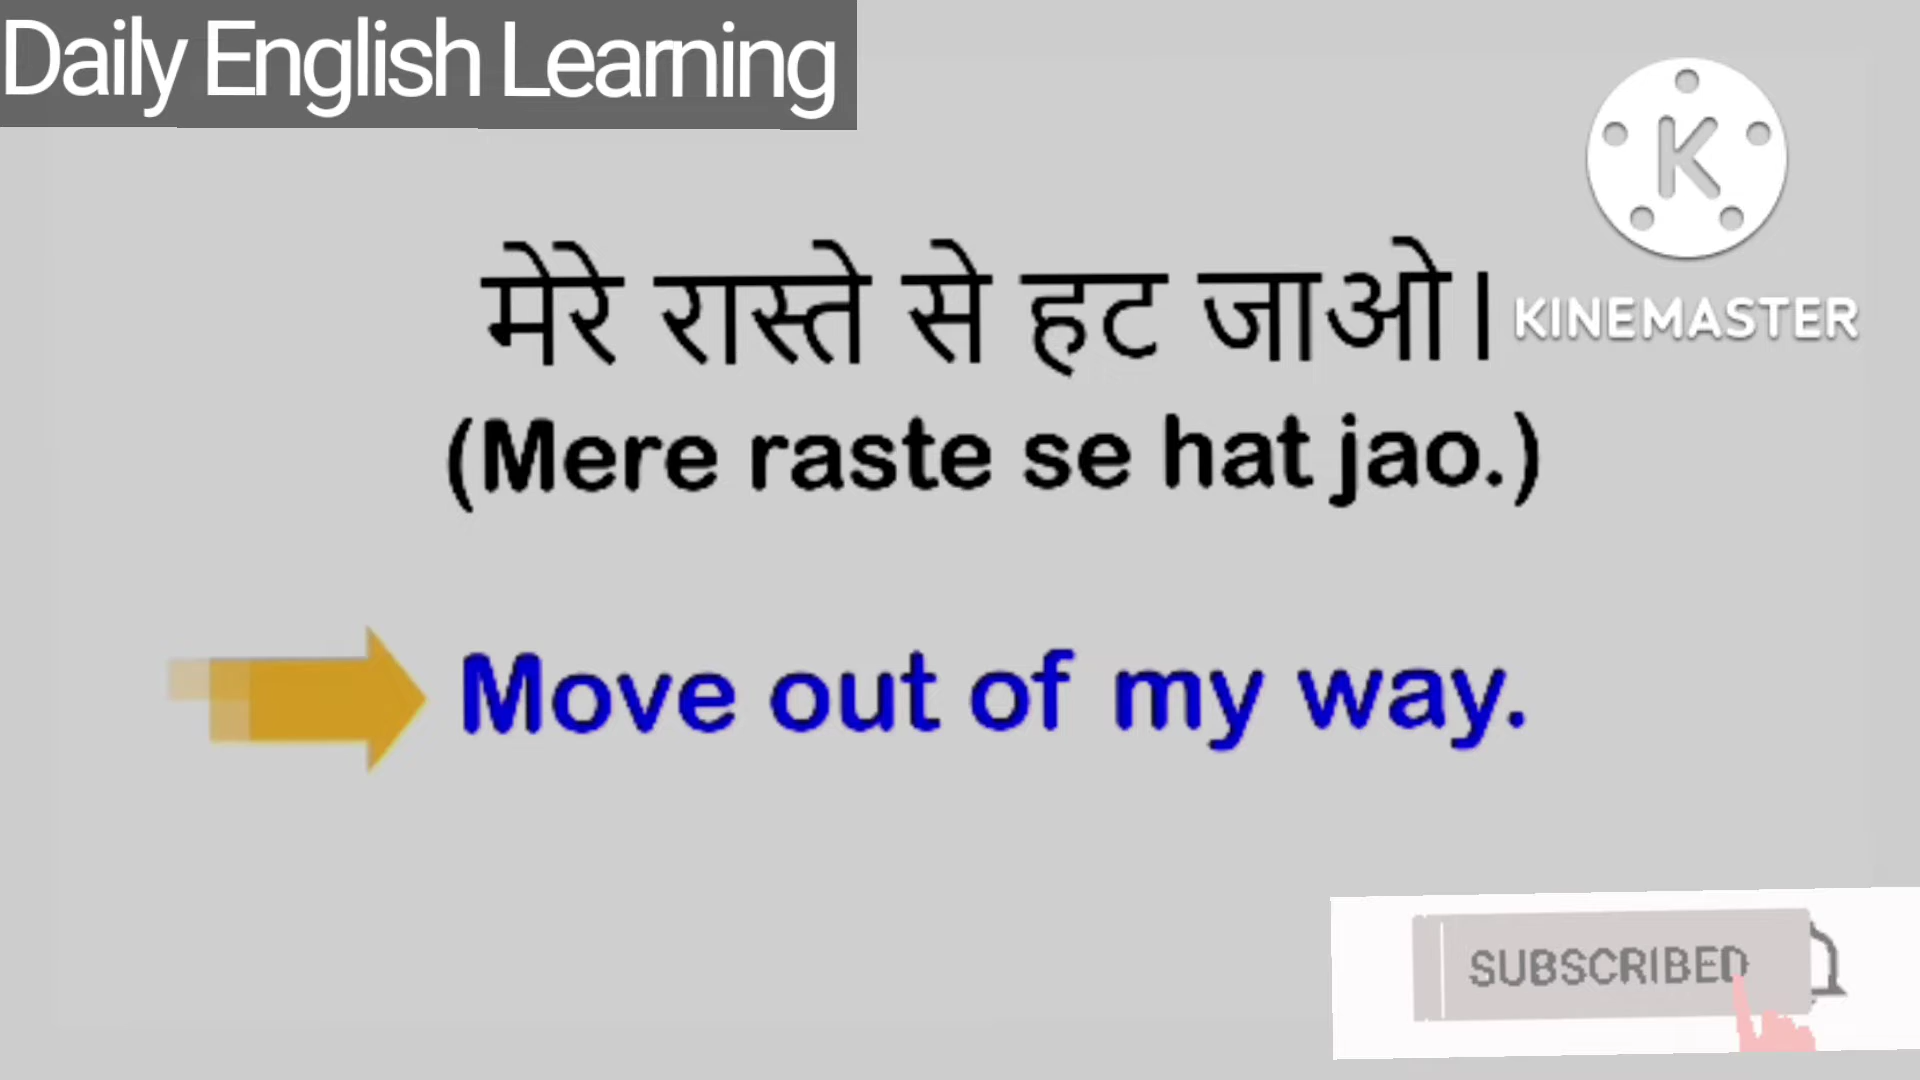 Daily English Learning
K
KINEMASTER
मेरे रास्ते से हट जाओ।
(Mere raste se hat jao.)
Move out of my way.
SUBSCRIBED